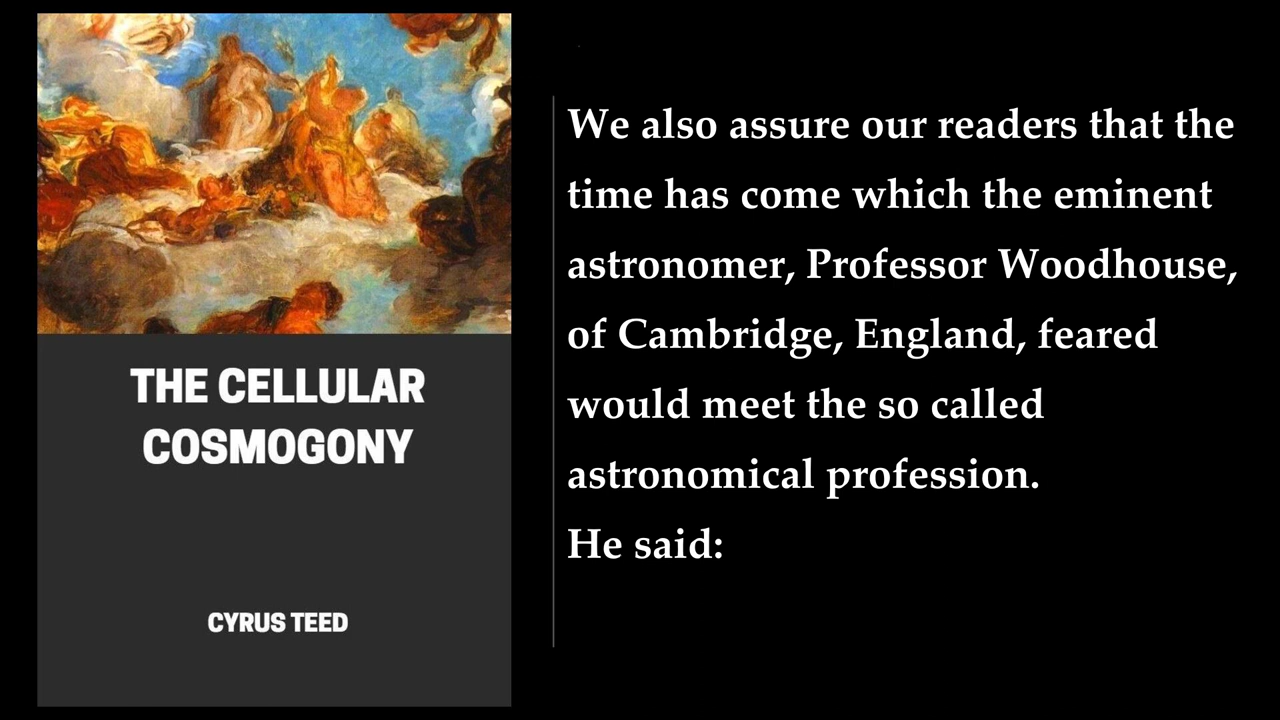 THE CELLULAR
COSMOGONY
CYRUS TEED
We also assure our readers that the
time has come which the eminent
astronomer, Professor Woodhouse,
of Cambridge, England, feared
would meet the so called
astronomical profession.
He said: